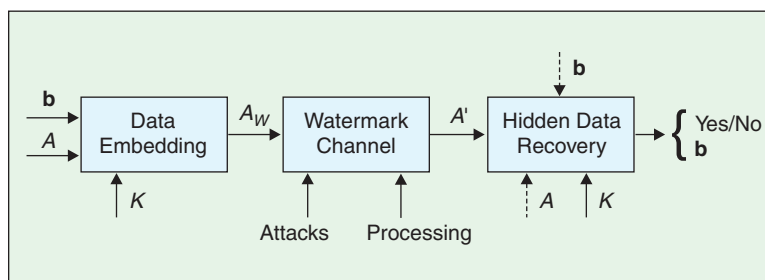 b
b
A
Data
Embedding
A_W
Watermark
Channel
A'
Hidden Data
Recovery
{ Yes/No
b
K
A
K
Attacks
Processing